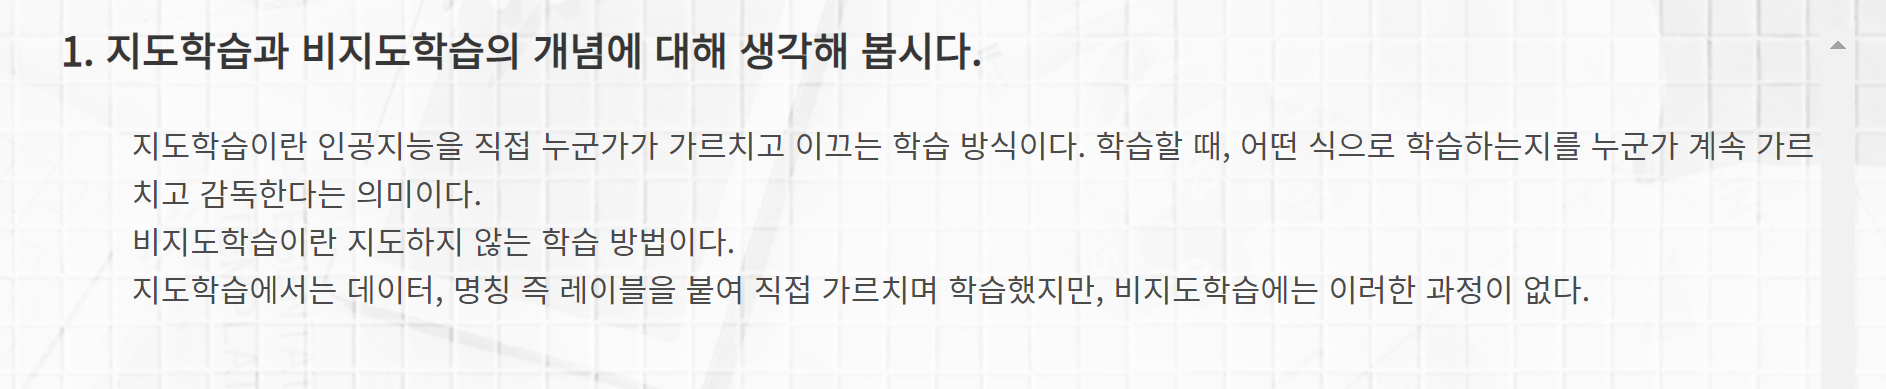 1. 지도학습과 비지도학습의 개념에 대해 생각해 봅시다.
지도학습이란 인공지능을 직접 누군가가 가르치고 이끄는 학습 방식이다. 학습할 때, 어떤 식으로 학습하는지를 누군가 계속 가르
치고 감독한다는 의미이다.
비지도학습이란 지도하지 않는 학습 방법이다.
지도학습에서는 데이터, 명칭 즉 레이블을 붙여 직접 가르치며 학습했지만, 비지도학습에는 이러한 과정이 없다.